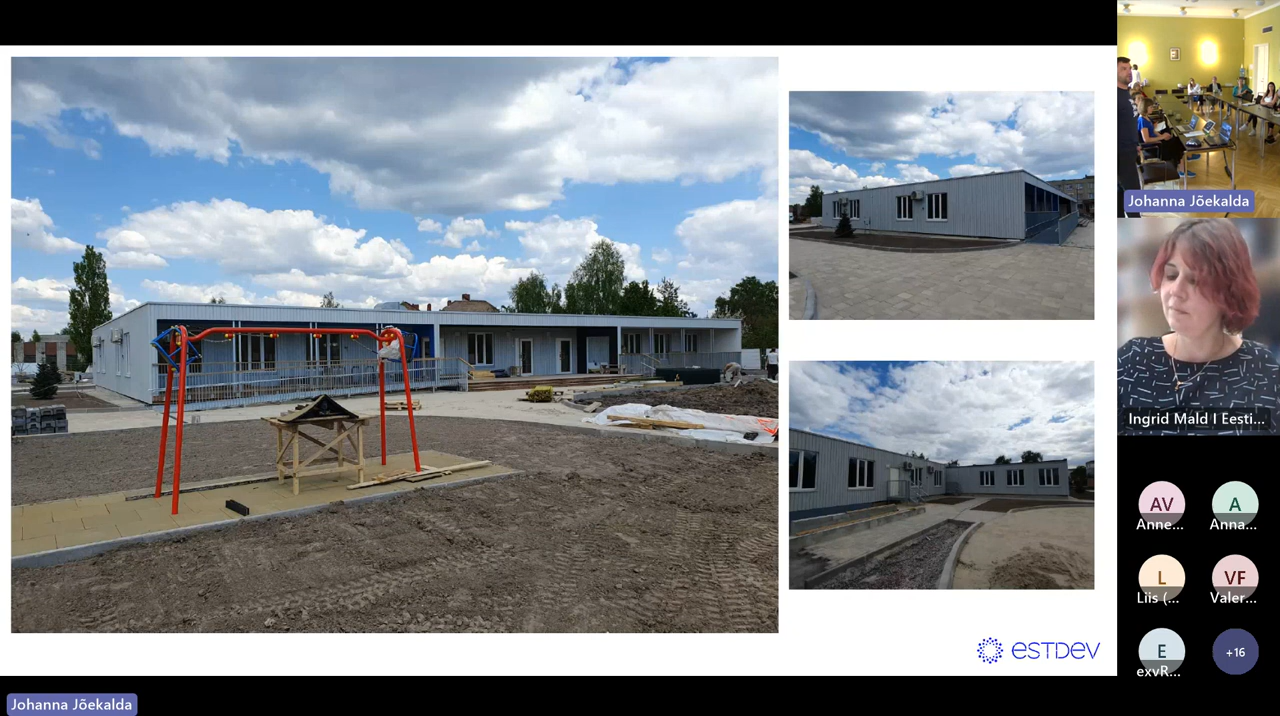 Johanna Jõekalda
Ingrid Mald I Eesti...
AV
Anne...
A
Anna...
L
Liis (...
VF
Valer...
E
exvR...
+16
ESTDEV
Johanna Jõekalda